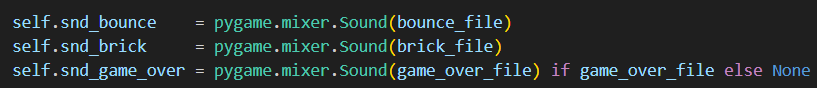 self.snd_bounce    = pygame.mixer.Sound(bounce_file)
self.snd_brick     = pygame.mixer.Sound(brick_file)
self.snd_game_over = pygame.mixer.Sound(game_over_file) if game_over_file else None